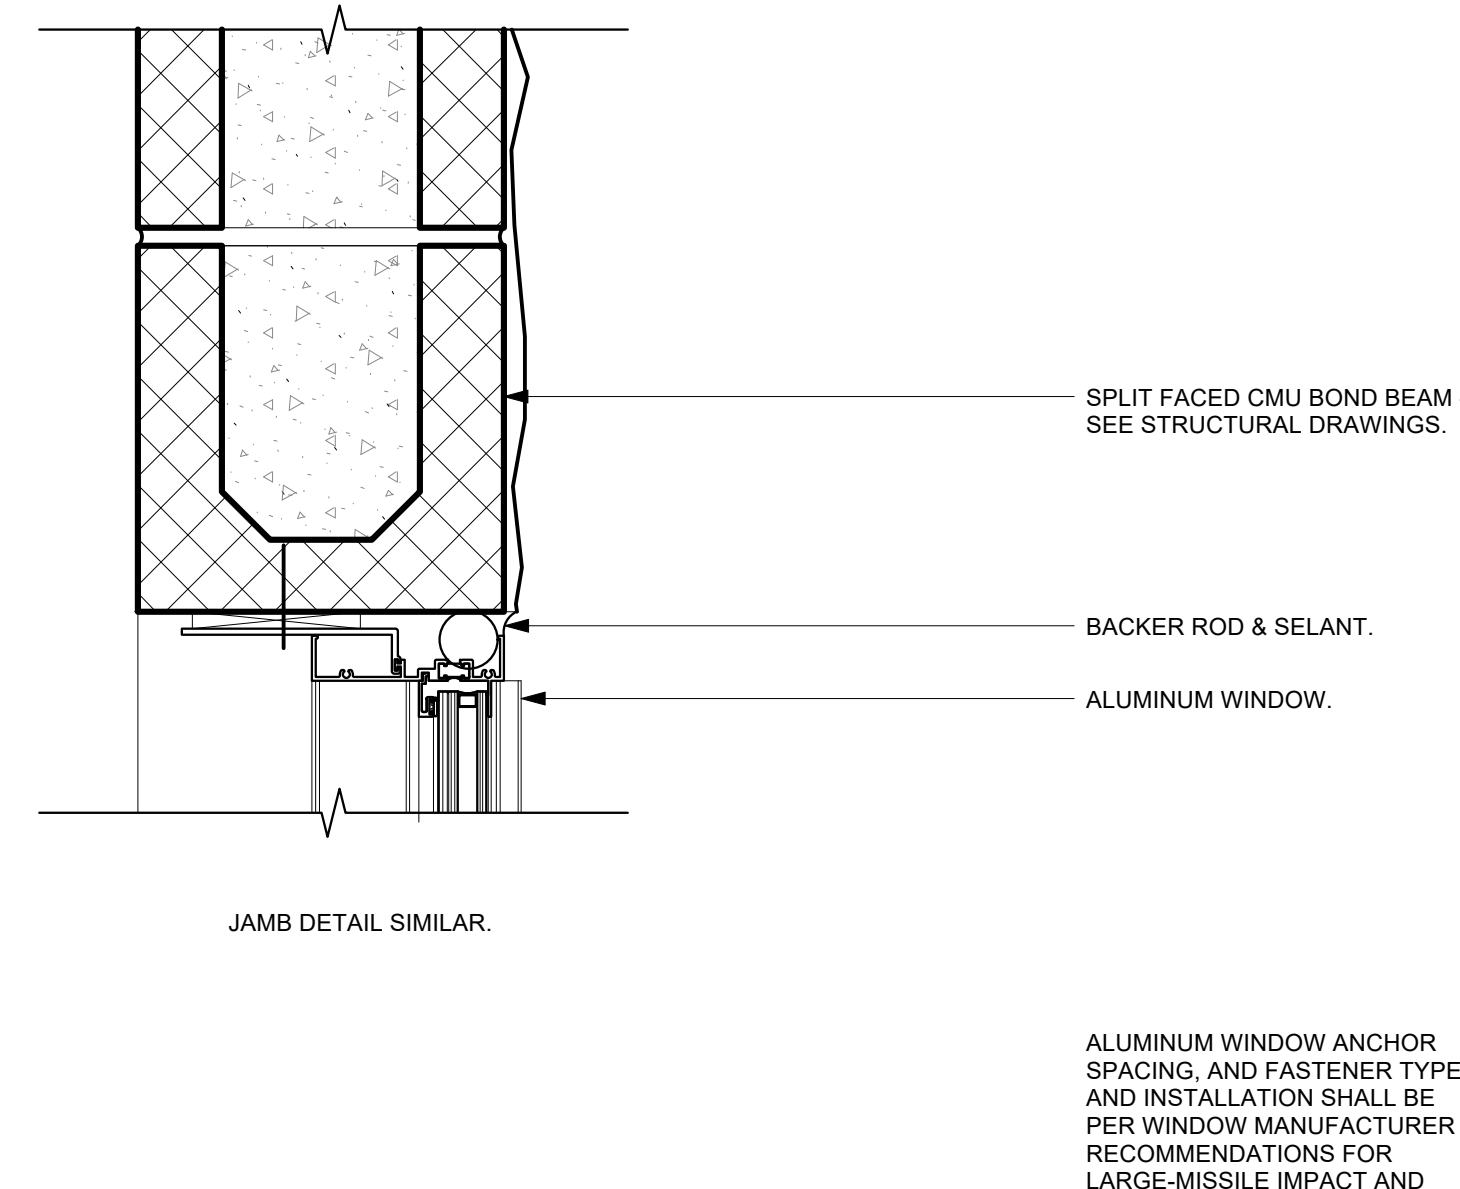 SPLIT FACED CMU BOND BEAM
SEE STRUCTURAL DRAWINGS.
BACKER ROD & SELANT.
ALUMINUM WINDOW.
JAMB DETAIL SIMILAR.
ALUMINUM WINDOW ANCHOR
SPACING, AND FASTENER TYPE
AND INSTALLATION SHALL BE
PER WINDOW MANUFACTURER
RECOMMENDATIONS FOR
LARGE-MISSILE IMPACT AND